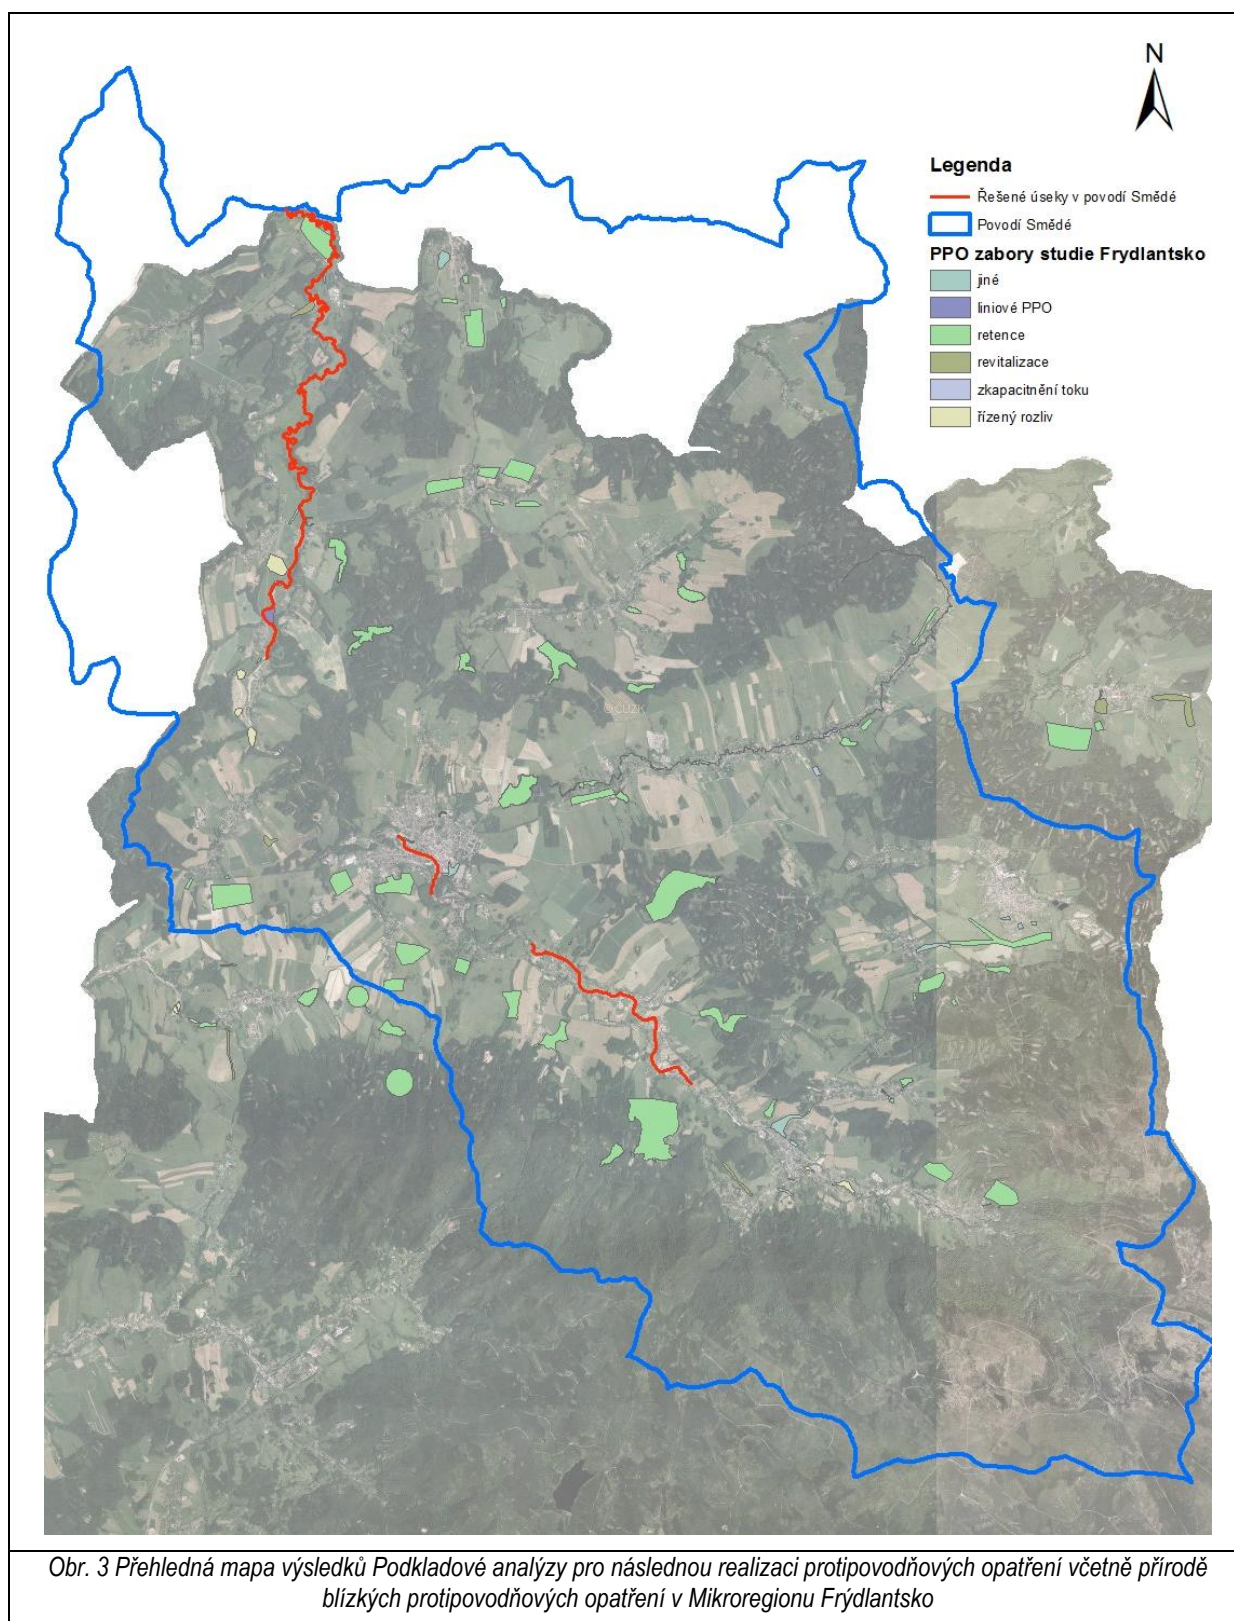 N
Legenda
Řešené úseky v povodí Smědé
Povodí Smědé
PPO zabory studie Frydlantsko
jiné
liniové PPO
retence
revitalizace
zkapacitnění toku
řízený rozliv
©ČÚZK
Obr. 3 Přehledná mapa výsledků Podkladové analýzy pro následnou realizaci protipovodňových opatření včetně přírodě
blízkých protipovodňových opatření v Mikroregionu Frýdlantsko